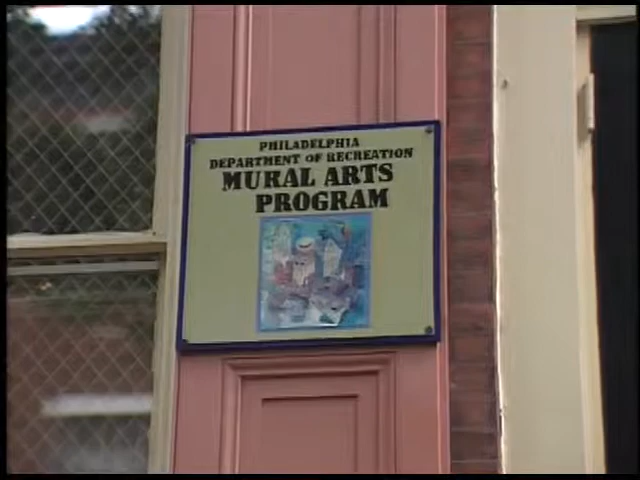 PHILADELPHIA
DEPARTMENT OF RECREATION
MURAL ARTS
PROGRAM